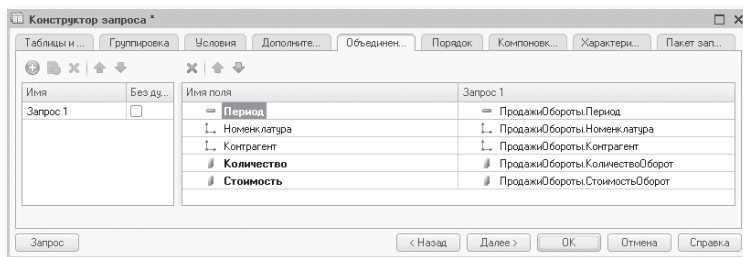 Конструктор запроса *
Таблицы и ... Группировка Условия Дополните... Объединен... Порядок Компоновк... Характери... Пакет зап...
Имя Без ду... Имя поля Запрос 1
Запрос 1 Период ПродажиОбороты.Период
Номенклатура ПродажиОбороты.Номенклатура
Контрагент ПродажиОбороты.Контрагент
Количество ПродажиОбороты.КоличествоОборот
Стоимость ПродажиОбороты.СтоимостьОборот
Запрос < Назад Далее > OK Отмена Справка